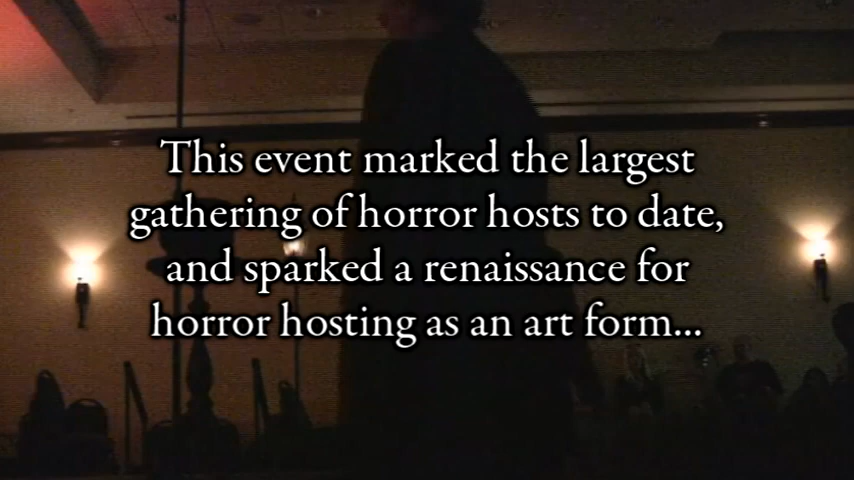 This event marked the largest
gathering of horror hosts to date,
and sparked a renaissance for
horror hosting as an art form...